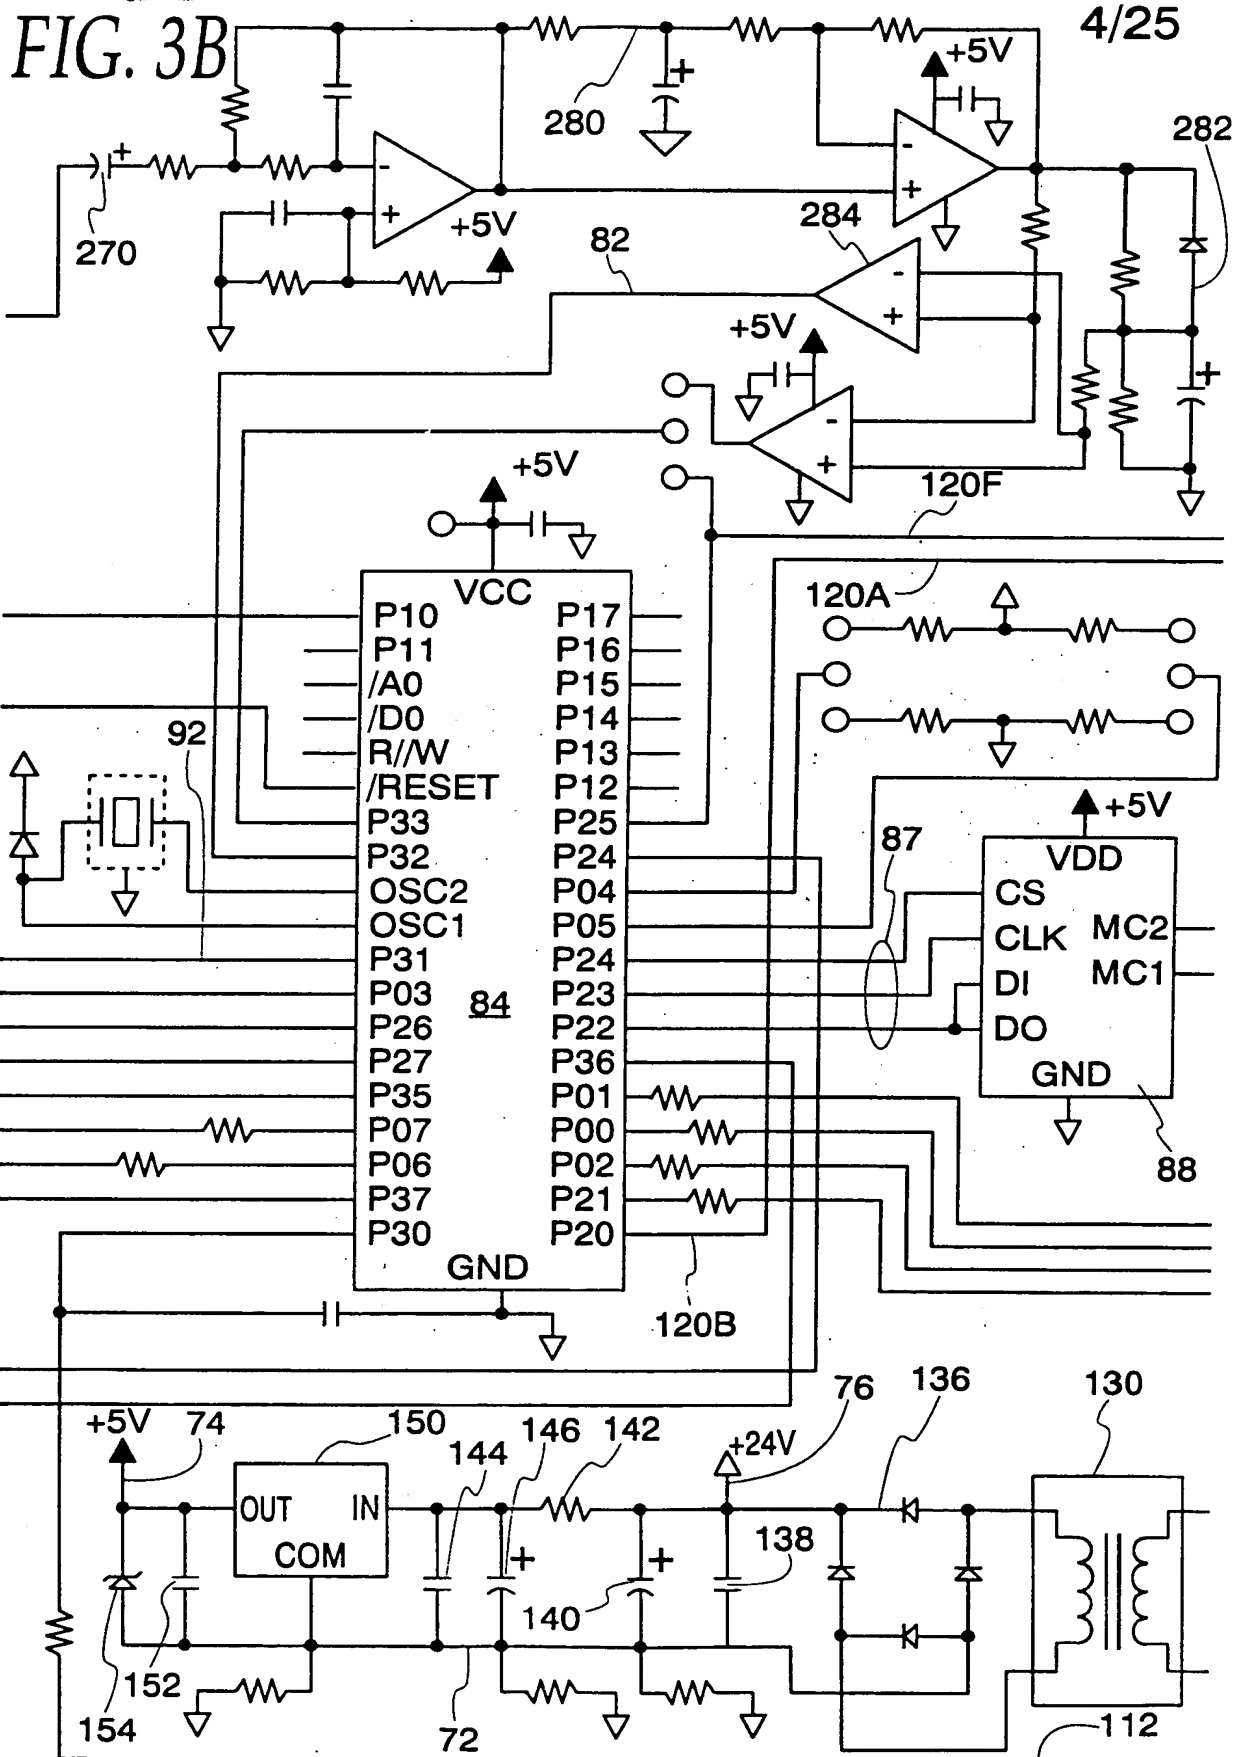 FIG. 3B
4/25
+5V
+
280
282
-
+
270
+
-
+
+5V
284
82
-
+
+5V
+
-
+
+5V
120F
120A
VCC
P10
P11
/A0
/D0
R//W
/RESET
P33
P32
OSC2
OSC1
P31
P03
P26
P27
P35
P07
P06
P37
P30
84
GND
P17
P16
P15
P14
P13
P12
P25
P24
P04
P05
P24
P23
P22
P36
P01
P00
P02
P21
P20
92
87
+5V
VDD
CS
CLK
DI
DO
MC2
MC1
GND
88
120B
+5V
74
150
144
146
142
76
136
130
+24V
OUT
IN
COM
+
+
138
140
152
154
72
112